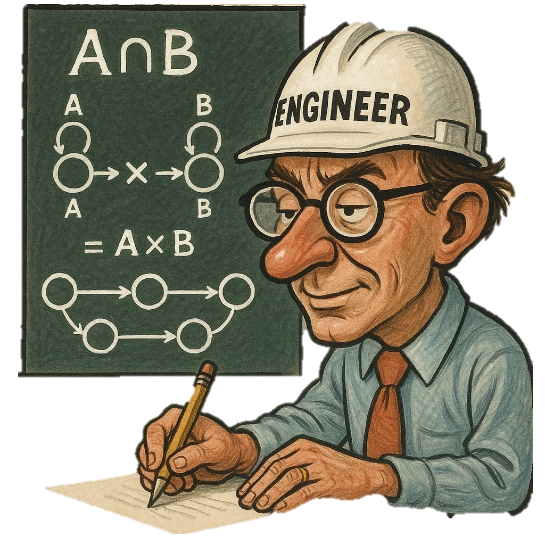 A∩B
A B
→ × →
A B
= A×B
ENGINEER